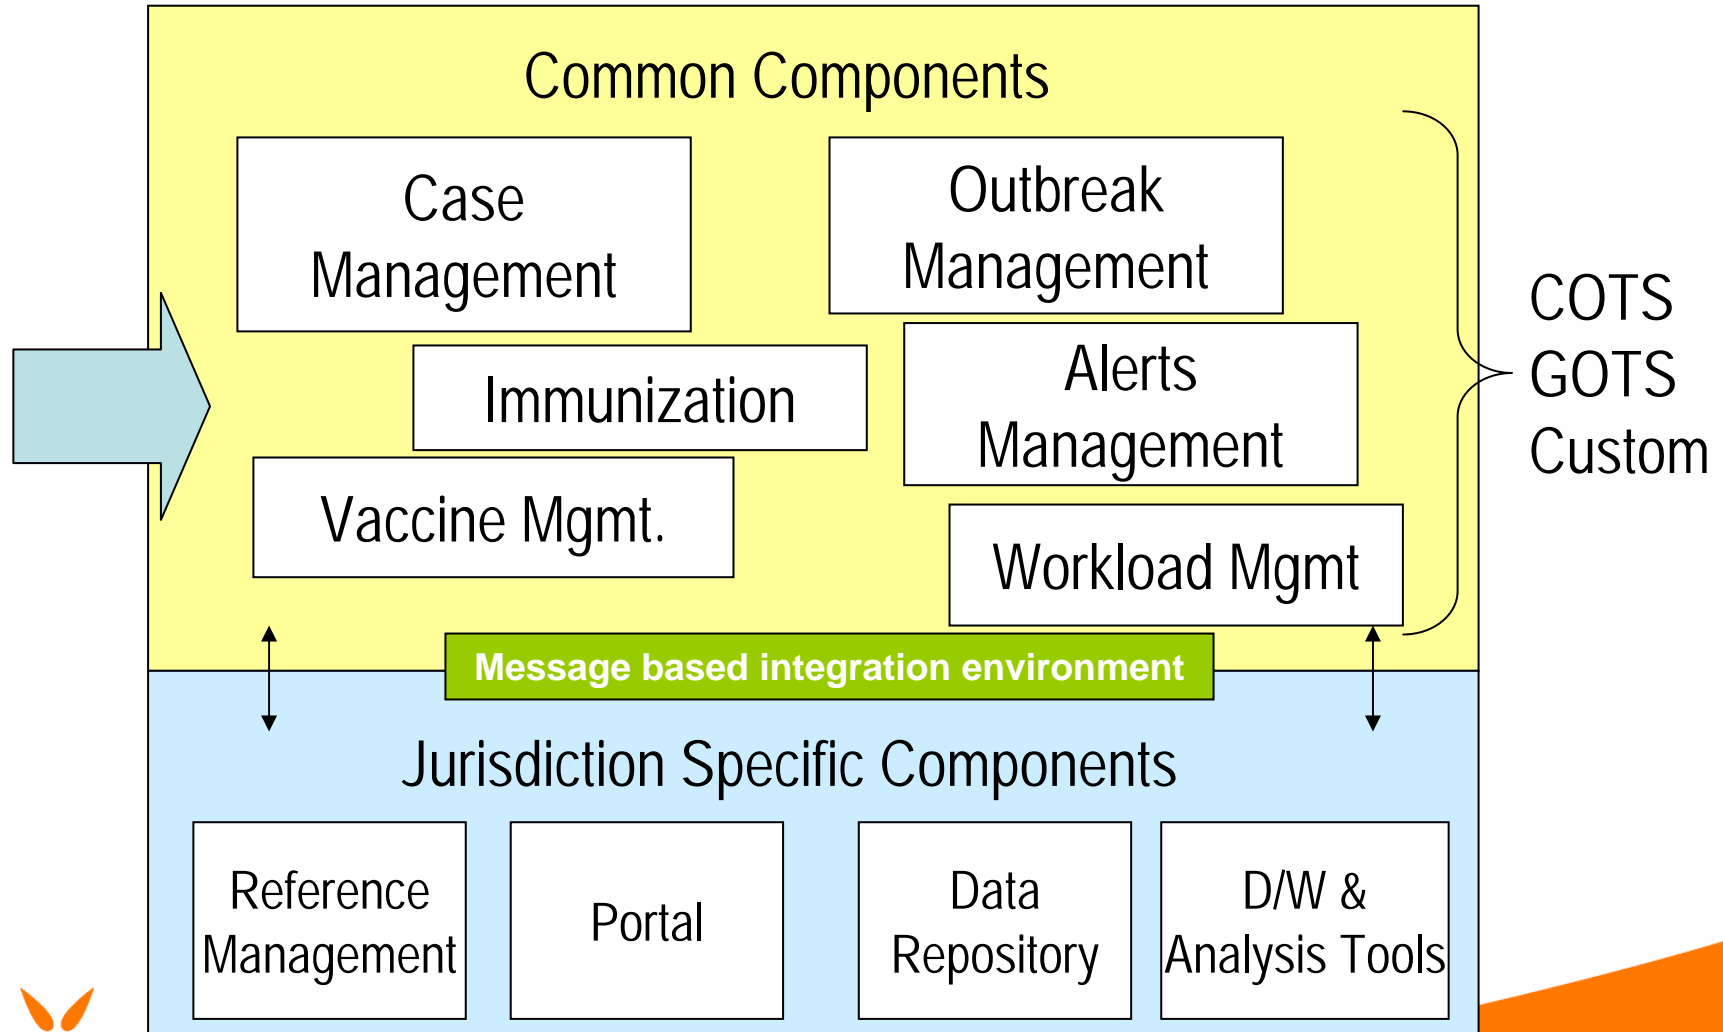 Common Components
Case
Management
Outbreak
Management
Immunization
Alerts
Management
Vaccine Mgmt.
Workload Mgmt
COTS
GOTS
Custom
Message based integration environment
Jurisdiction Specific Components
Reference
Management
Portal
Data
Repository
D/W &
Analysis Tools